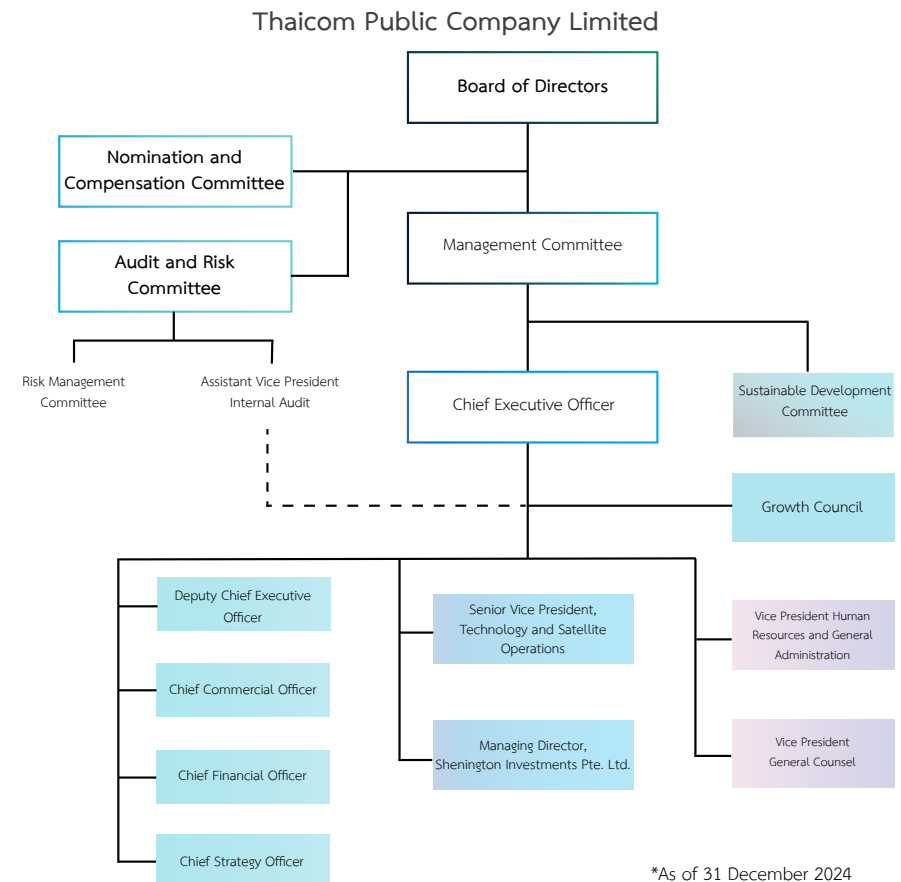 Thaicom Public Company Limited
Board of Directors
Nomination and
Compensation Committee
Management Committee
Audit and Risk
Committee
Risk Management
Committee
Assistant Vice President
Internal Audit
Chief Executive Officer
Sustainable Development
Committee
Growth Council
Deputy Chief Executive
Officer
Chief Commercial Officer
Chief Financial Officer
Chief Strategy Officer
Senior Vice President,
Technology and Satellite
Operations
Managing Director,
Shenington Investments Pte. Ltd.
Vice President Human
Resources and General
Administration
Vice President
General Counsel
*As of 31 December 2024